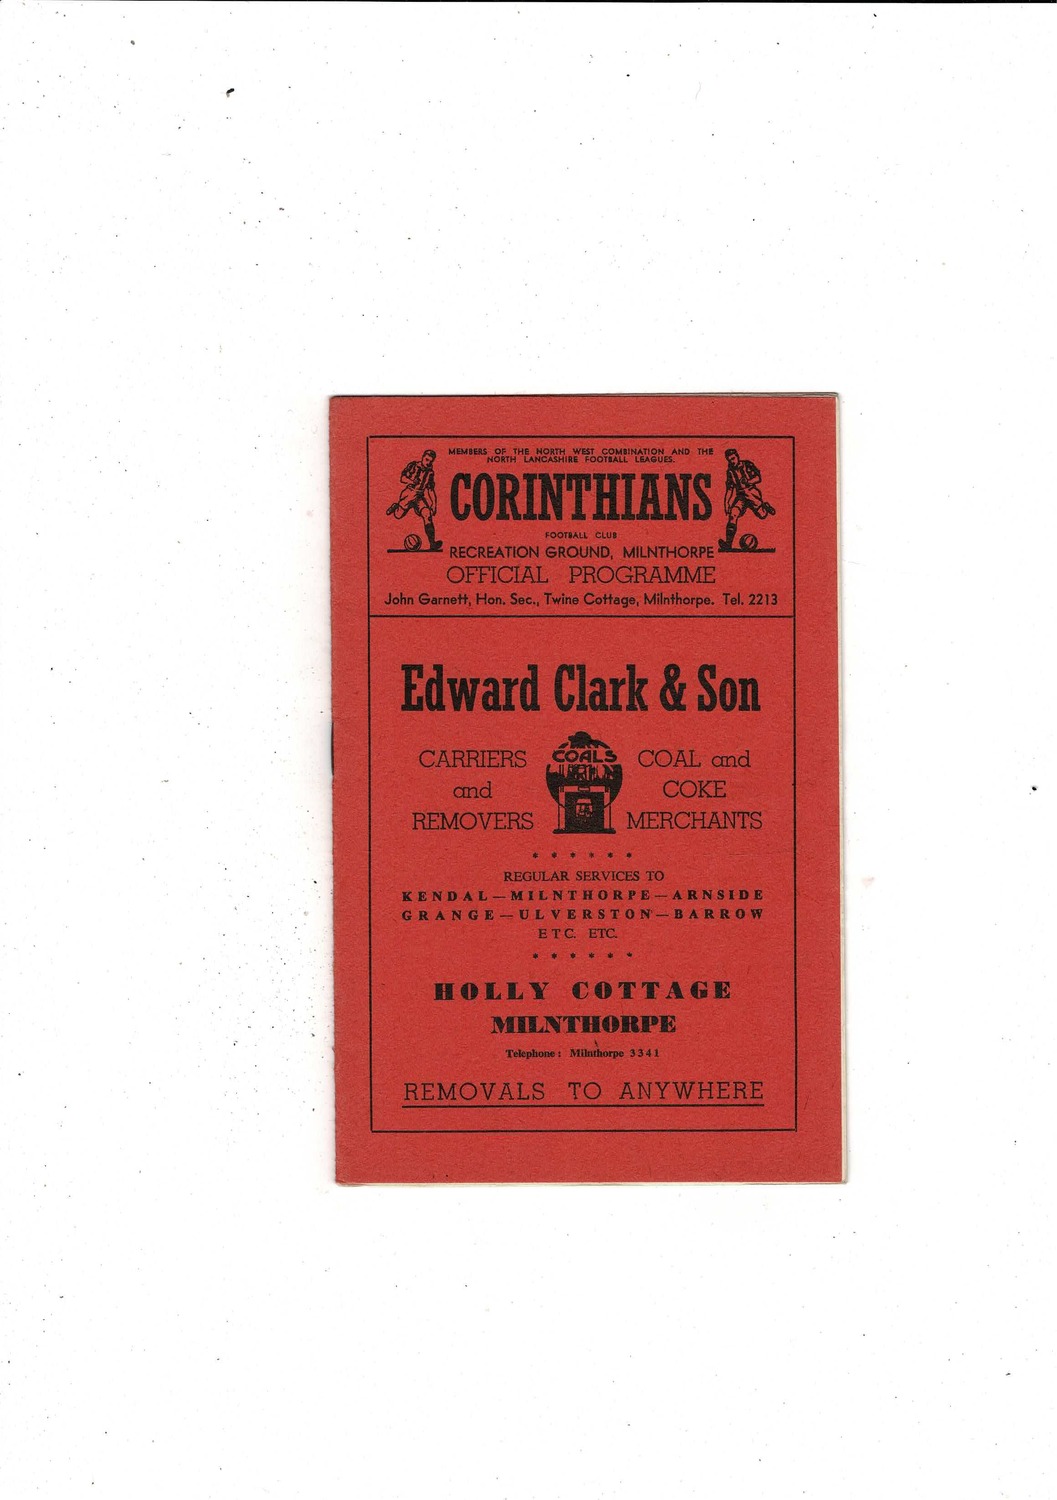 MEMBERS OF THE NORTH WEST COMBINATION AND THE
NORTH LANCASHIRE FOOTBALL LEAGUES.
CORINTHIANS
FOOTBALL CLUB
RECREATION GROUND, MILNTHORPE
OFFICIAL PROGRAMME
John Garnett, Hon. Sec., Twine Cottage, Milnthorpe. Tel. 2213
Edward Clark & Son
CARRIERS
and
REMOVERS
COALS
COAL and
COKE
MERCHANTS
* * * * * *
REGULAR SERVICES TO
KENDAL—MILNTHORPE—ARNSIDE
GRANGE—ULVERSTON—BARROW
ETC. ETC.
* * * * * *
HOLLY COTTAGE
MILNTHORPE
Telephone: Milnthorpe 3341
REMOVALS TO ANYWHERE